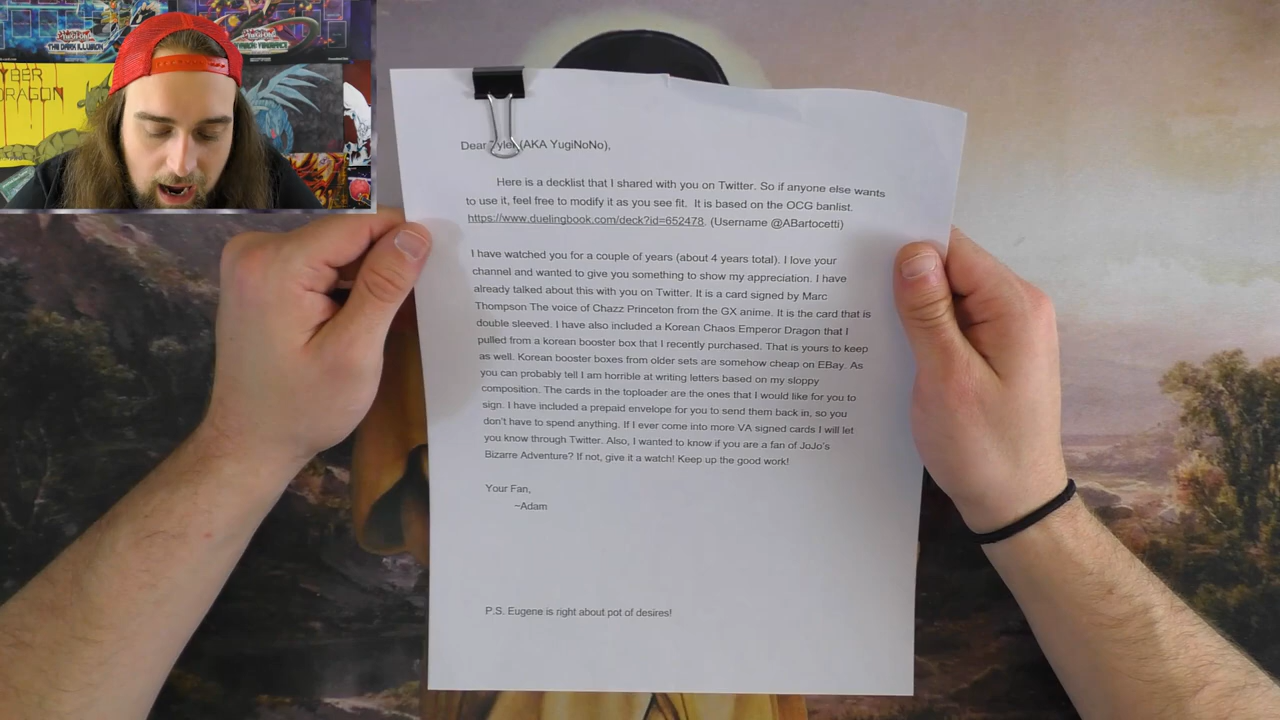 THE DARK ILLUSION
YBER
DRAGON
Dear Tyler (AKA YugiNoNo),
Here is a decklist that I shared with you on Twitter. So if anyone else wants
to use it, feel free to modify it as you see fit. It is based on the OCG banlist.
https://www.duelingbook.com/deck?id=652478. (Username @ABartocetti)
I have watched you for a couple of years (about 4 years total). I love your
channel and wanted to give you something to show my appreciation. I have
already talked about this with you on Twitter. It is a card signed by Marc
Thompson The voice of Chazz Princeton from the GX anime. It is the card that is
double sleeved. I have also included a Korean Chaos Emperor Dragon that I
pulled from a korean booster box that I recently purchased. That is yours to keep
as well. Korean booster boxes from older sets are somehow cheap on EBay. As
you can probably tell I am horrible at writing letters based on my sloppy
composition. The cards in the toploader are the ones that I would like for you to
sign. I have included a prepaid envelope for you to send them back in, so you
don't have to spend anything. If I ever come into more VA signed cards I will let
you know through Twitter. Also, I wanted to know if you are a fan of JoJo's
Bizarre Adventure? If not, give it a watch! Keep up the good work!
Your Fan,
~Adam
P.S. Eugene is right about pot of desires!